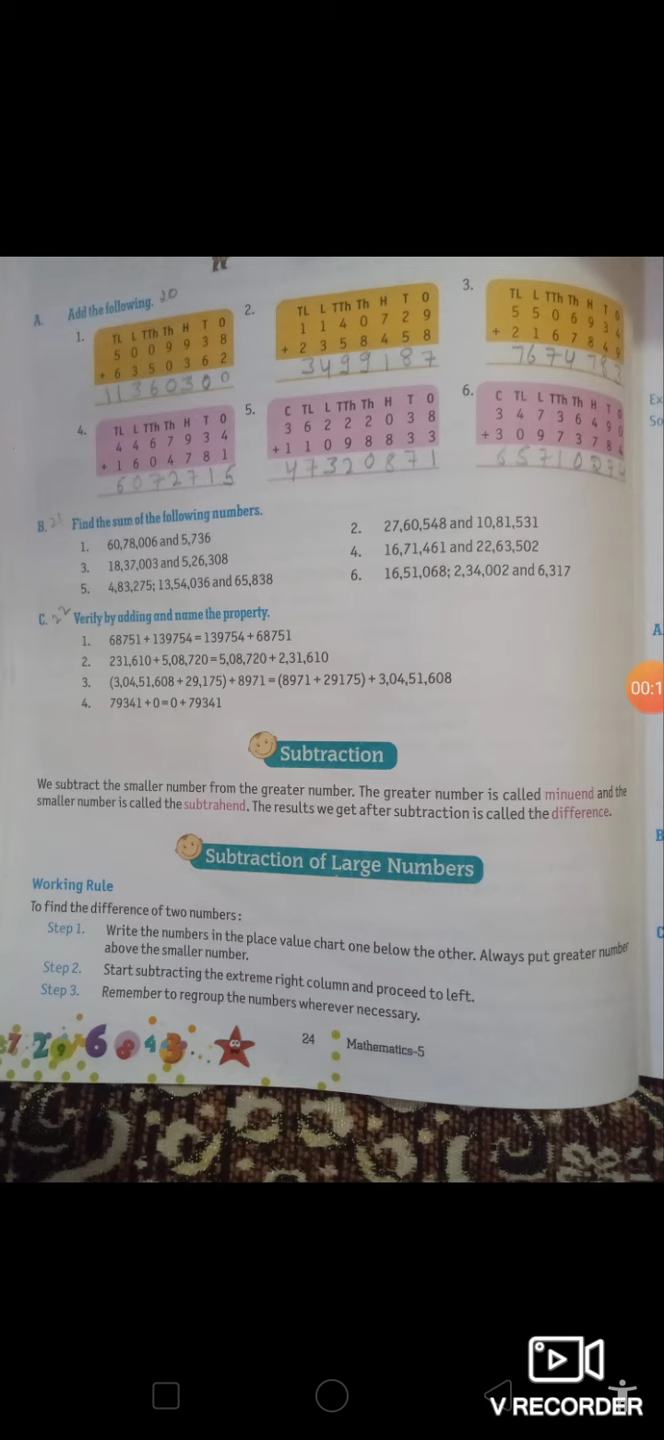 A. Add the following. 20
1.
TL L TTh Th H T O
5 0 0 9 9 3 8
+ 6 3 5 0 3 6 2
11360300
2.
TL L TTh Th H T O
1 1 4 0 7 2 9
+ 2 3 5 8 4 5 8
3499187
3.
TL L TTh Th H T O
5 5 0 6 9 3 4
+ 2 1 6 7 8 4 9
7674783
4.
TL L TTh Th H T O
4 4 6 7 9 3 4
+ 1 6 0 4 7 8 1
6072715
5.
C TL L TTh Th H T O
3 6 2 2 2 0 3 8
+ 1 1 0 9 8 8 3 3
47320871
6.
C TL L TTh Th H T O
3 4 7 3 6 4 9 0
+ 3 0 9 7 3 7 8 4
B. Find the sum of the following numbers.
1. 60,78,006 and 5,736
2. 27,60,548 and 10,81,531
3. 18,37,003 and 5,26,308
4. 16,71,461 and 22,63,502
5. 4,83,275; 13,54,036 and 65,838
6. 16,51,068; 2,34,002 and 6,317
C. 22 Verify by adding and name the property.
1. 68751 + 139754 = 139754 + 68751
2. 231,610 + 5,08,720 = 5,08,720 + 2,31,610
3. (3,04,51,608 + 29,175) + 8971 = (8971 + 29175) + 3,04,51,608
4. 79341 + 0 = 0 + 79341
Subtraction
We subtract the smaller number from the greater number. The greater number is called minuend and the
smaller number is called the subtrahend. The results we get after subtraction is called the difference.
Subtraction of Large Numbers
Working Rule
To find the difference of two numbers :
Step 1. Write the numbers in the place value chart one below the other. Always put greater number
above the smaller number.
Step 2. Start subtracting the extreme right column and proceed to left.
Step 3. Remember to regroup the numbers wherever necessary.
24 Mathematics-5
Ex
So
A
00:1
B
V RECORDER